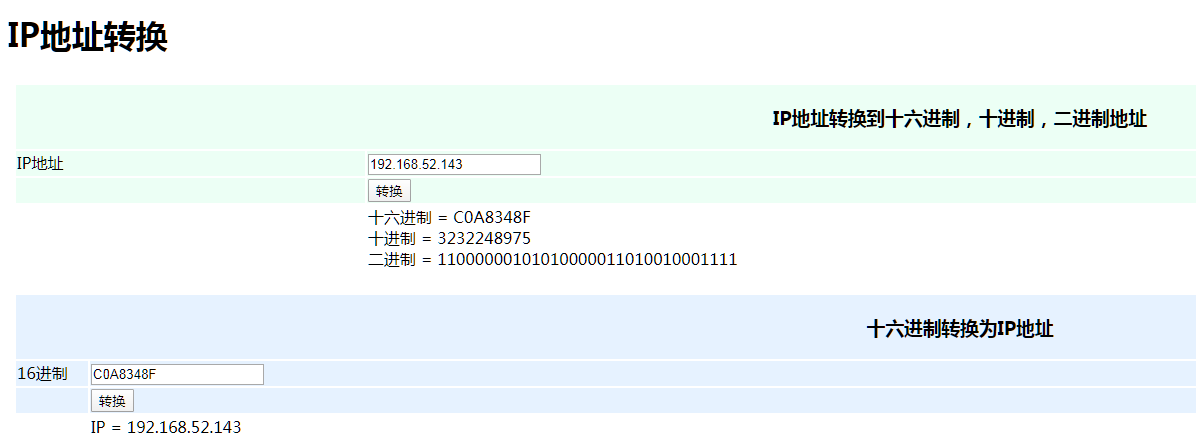 IP地址转换
IP地址转换到十六进制，十进制，二进制地址
IP地址 192.168.52.143
转换
十六进制 = C0A8348F
十进制 = 3232248975
二进制 = 11000000101010000011010010001111
十六进制转换为IP地址
16进制 C0A8348F
转换
IP = 192.168.52.143